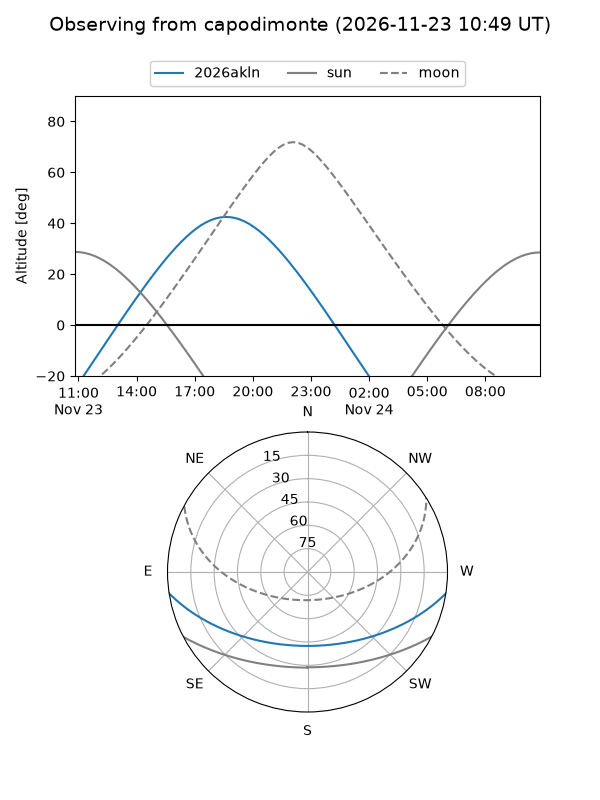 Observing from capodimonte (2026-11-23 10:49 UT)
2026akln sun moon
80
60
40
20
0
−20
Altitude [deg]
11:00 14:00 17:00 20:00 23:00 02:00 05:00 08:00
Nov 23 Nov 24
N
NE NW
15
30
45
60
75
E W
SE SW
S